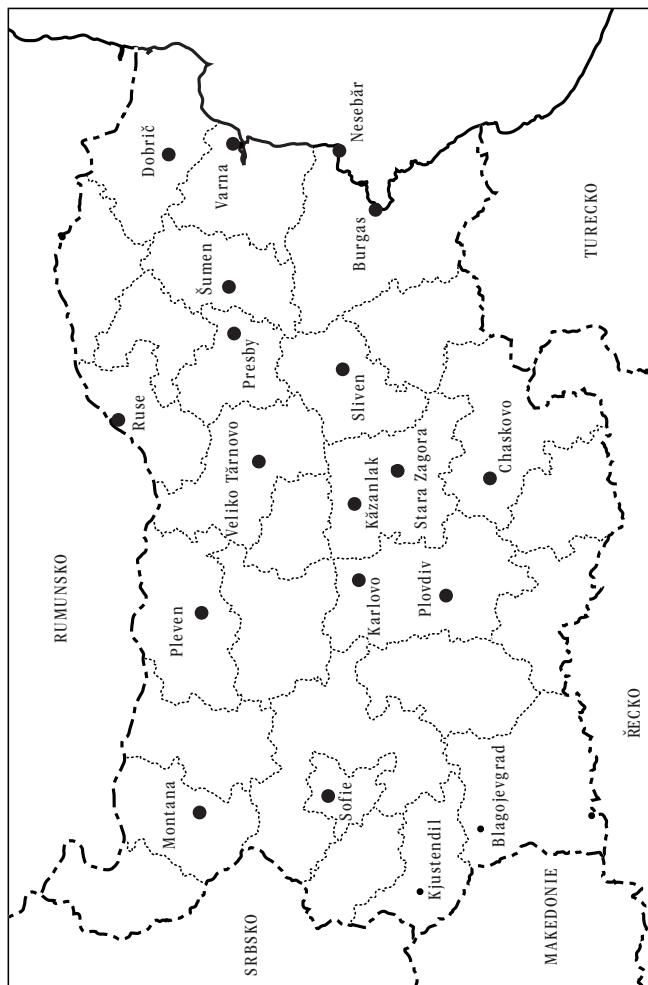 RUMUNSKO
Dobrič
Ruse
Varna
Šumen
Presby
Pleven
Montana
Veliko Tărnovo
Nesebăr
Burgas
Sliven
Kăzanlak
Karlovo
Sofie
Stara Zagora
Plovdiv
Kjustendil
Chaskovo
Blagojevgrad
SRBSKO
MAKEDONIE
ŘECKO
TURECKO